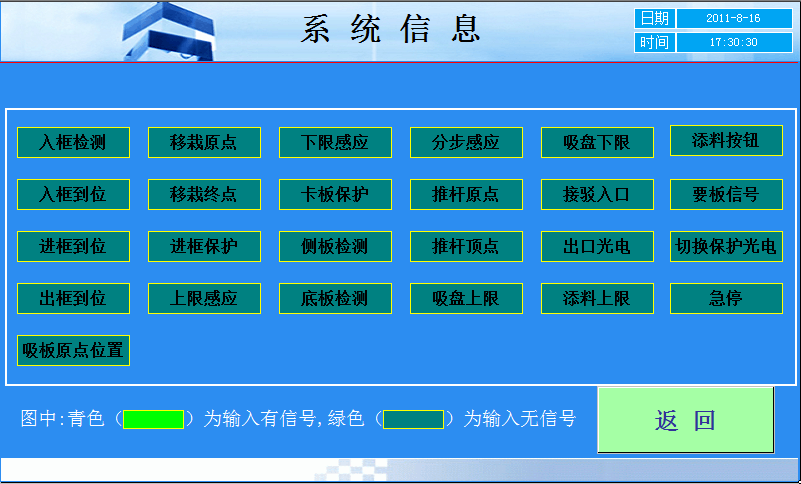 系统信息
日期 2011-8-16
时间 17:30:30
入框检测 移栽原点 下限感应 分步感应 吸盘下限 添料按钮
入框到位 移栽终点 卡板保护 推杆原点 接驳入口 要板信号
进框到位 进框保护 侧板检测 推杆顶点 出口光电 切换保护光电
出框到位 上限感应 底板检测 吸盘上限 添料上限 急停
吸板原点位置
图中:青色（ ）为输入有信号,绿色（ ）为输入无信号
返 回